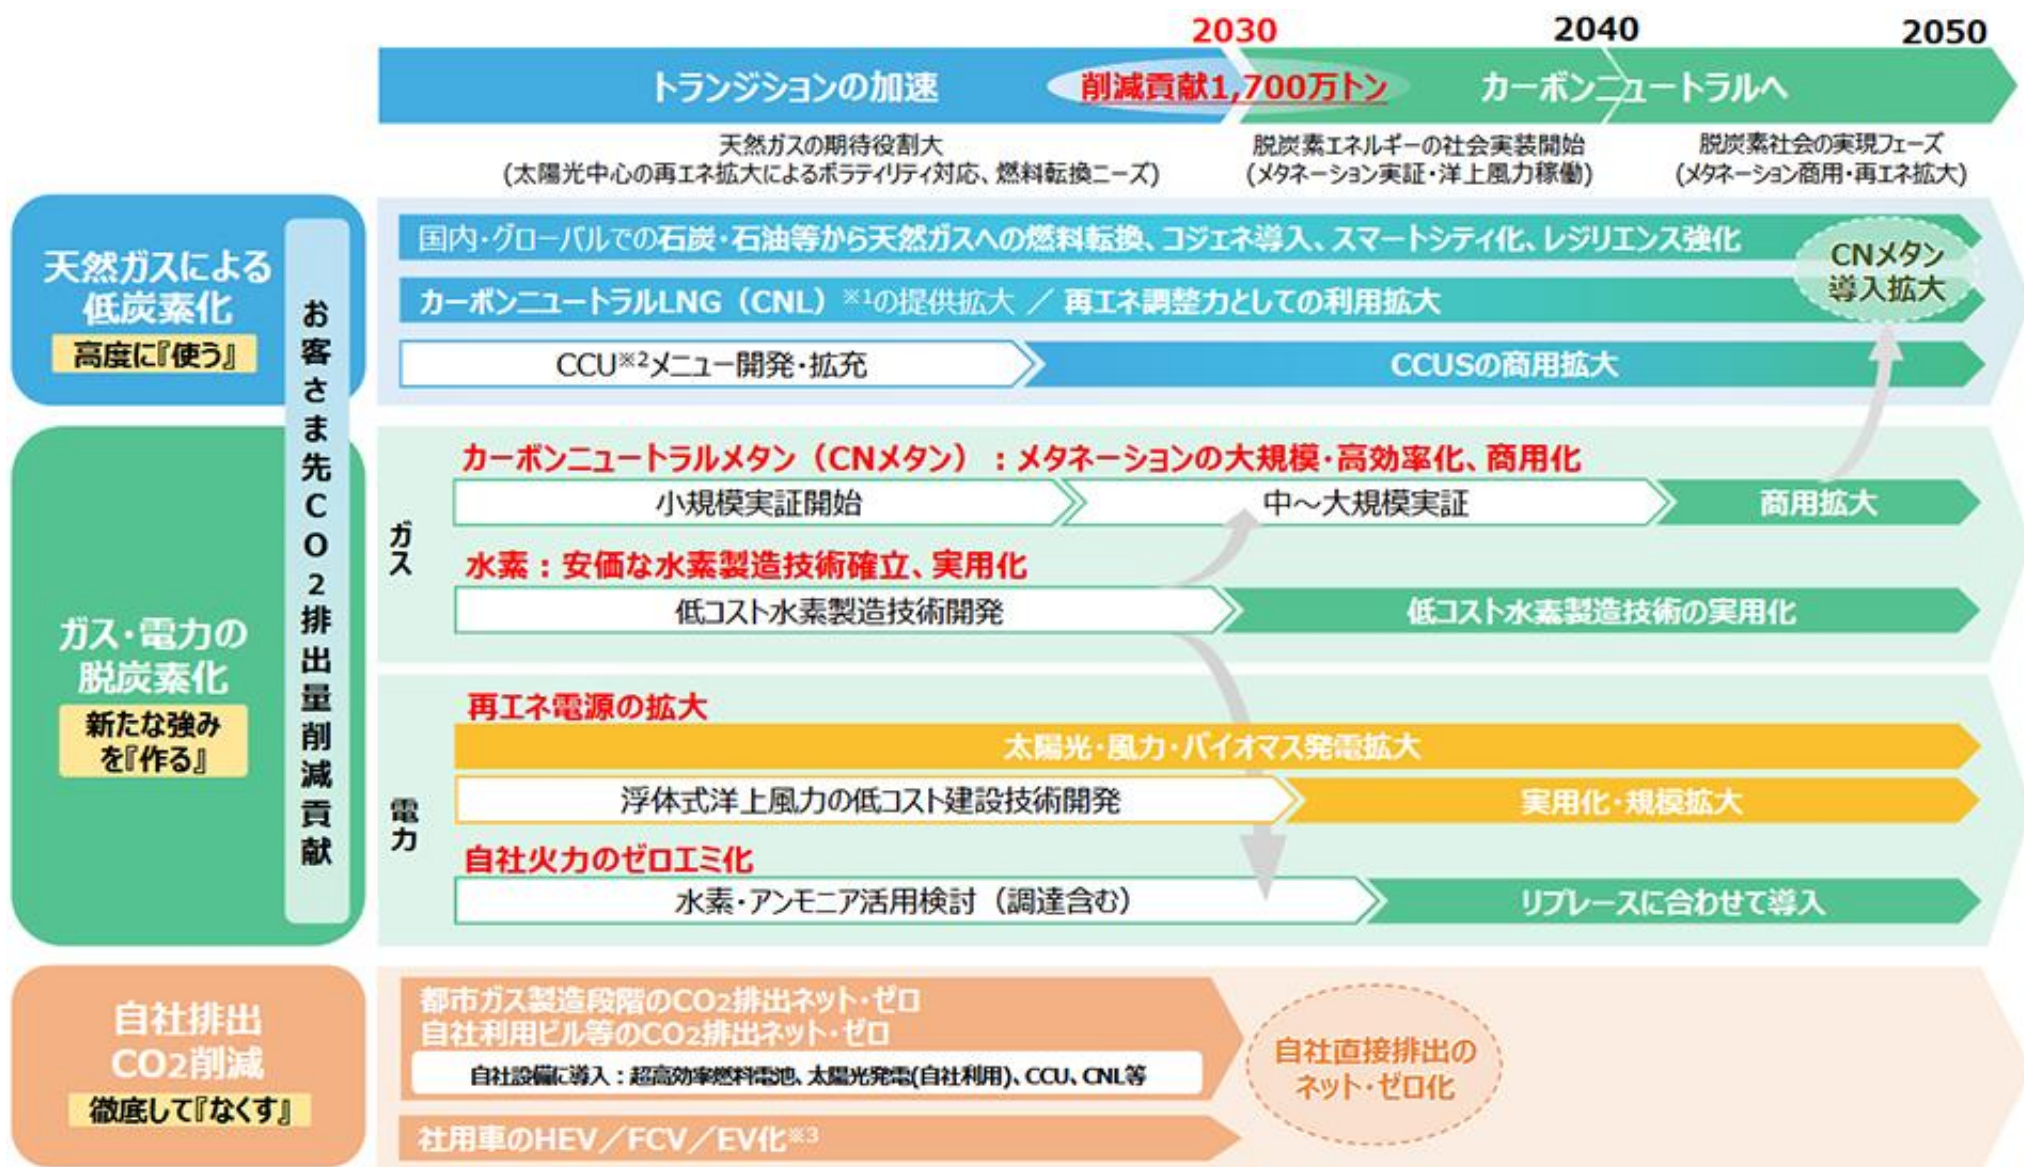 2030
2040
2050
トランジションの加速
削減貢献1,700万トン
カーボンニュートラルへ
天然ガスの期待役割大
(太陽光中心の再エネ拡大によるボラティリティ対応、燃料転換ニーズ)
脱炭素エネルギーの社会実装開始
(メタネーション実証・洋上風力稼働)
脱炭素社会の実現フェーズ
(メタネーション商用・再エネ拡大)
天然ガスによる
低炭素化
高度に『使う』
お客さま先CO2排出量削減貢献
国内・グローバルでの石炭・石油等から天然ガスへの燃料転換、コジェネ導入、スマートシティ化、レジリエンス強化
カーボンニュートラルLNG（CNL）※1の提供拡大 ／ 再エネ調整力としての利用拡大
CNメタン
導入拡大
CCU※2メニュー開発・拡充
CCUSの商用拡大
ガス・電力の
脱炭素化
新たな強み
を『作る』
ガス
カーボンニュートラルメタン（CNメタン）：メタネーションの大規模・高効率化、商用化
小規模実証開始
中～大規模実証
商用拡大
水素：安価な水素製造技術確立、実用化
低コスト水素製造技術開発
低コスト水素製造技術の実用化
電力
再エネ電源の拡大
太陽光・風力・バイオマス発電拡大
浮体式洋上風力の低コスト建設技術開発
実用化・規模拡大
自社火力のゼロエミ化
水素・アンモニア活用検討（調達含む）
リプレースに合わせて導入
自社排出
CO2削減
徹底して『なくす』
都市ガス製造段階のCO2排出ネット・ゼロ
自社利用ビル等のCO2排出ネット・ゼロ
自社設備に導入：超高効率燃料電池、太陽光発電(自社利用)、CCU、CNL等
社用車のHEV／FCV／EV化※3
自社直接排出の
ネット・ゼロ化